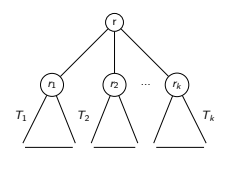 r
r₁ r₂ ... rₖ
T₁ T₂ Tₖ